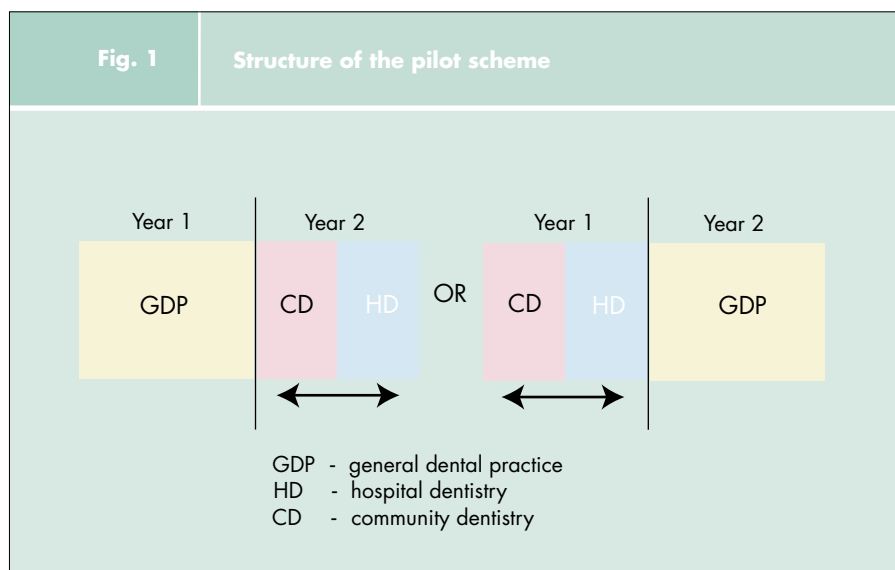 Fig. 1 Structure of the pilot scheme
Year 1 Year 2 Year 1 Year 2
GDP CD HD OR CD HD GDP
GDP - general dental practice
HD - hospital dentistry
CD - community dentistry